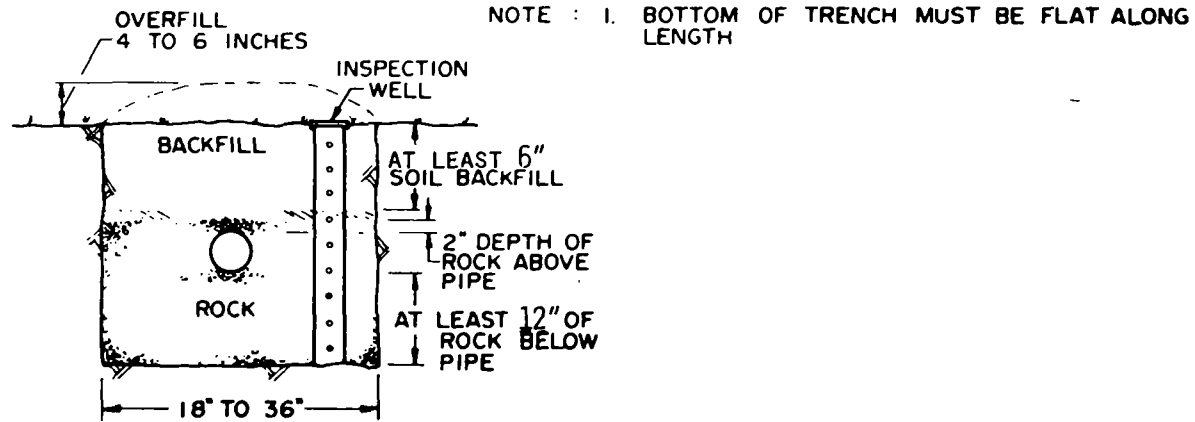 OVERFILL
4 TO 6 INCHES
NOTE : 1. BOTTOM OF TRENCH MUST BE FLAT ALONG
LENGTH
INSPECTION
WELL
BACKFILL
AT LEAST 6"
SOIL BACKFILL
2" DEPTH OF
ROCK ABOVE
PIPE
ROCK
AT LEAST 12" OF
ROCK BELOW
PIPE
18" TO 36"